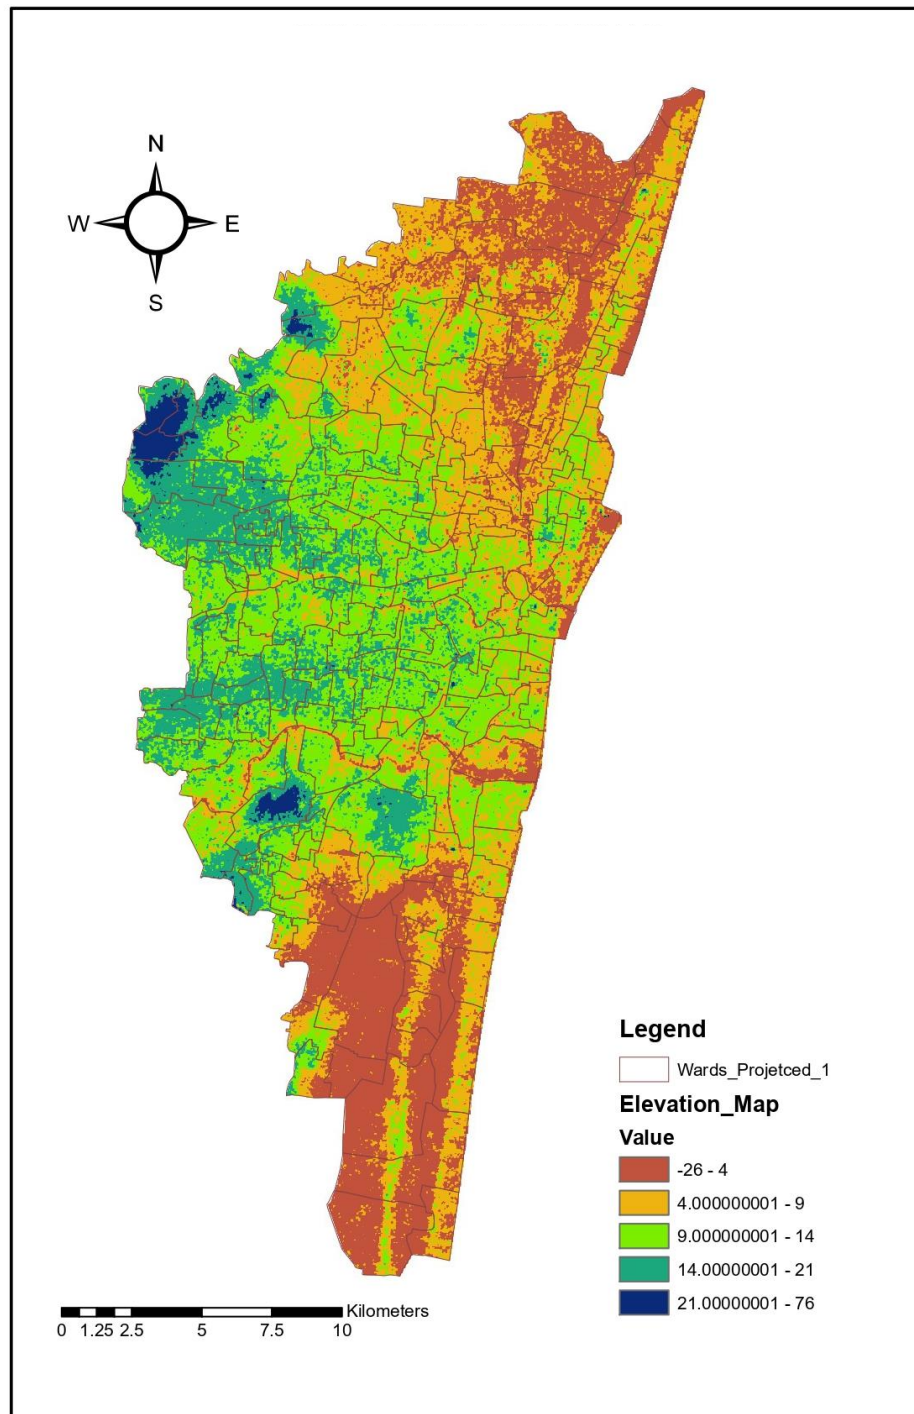 N
W E
S
Legend
Wards_Projetced_1
Elevation_Map
Value
-26 - 4
4.000000001 - 9
9.000000001 - 14
14.00000001 - 21
21.00000001 - 76
Kilometers
0 1.25 2.5 5 7.5 10